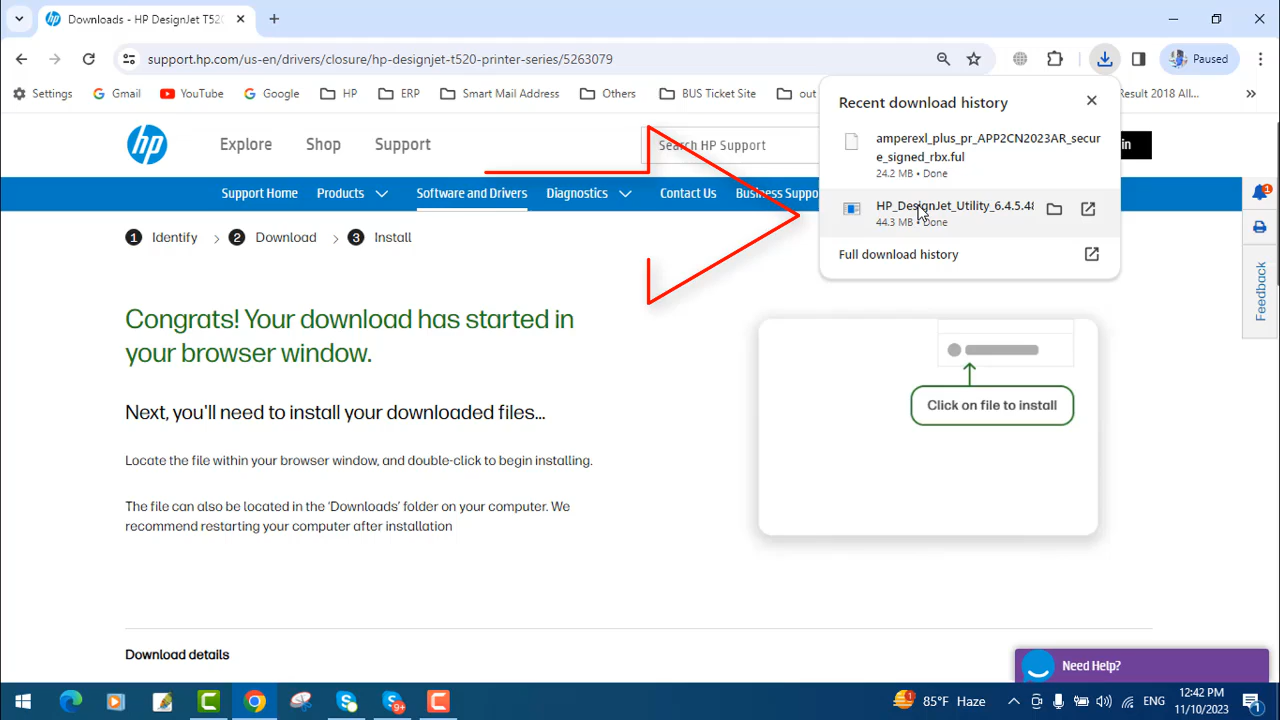 Downloads - HP DesignJet T52
support.hp.com/us-en/drivers/closure/hp-designjet-t520-printer-series/5263079
Paused
Settings
Gmail
YouTube
Google
HP
ERP
Smart Mail Address
Others
BUS Ticket Site
out
Result 2018 All...
Recent download history
amperexl_plus_pr_APP2CN2023AR_secur
e_signed_rbx.ful
24.2 MB • Done
HP_DesignJet_Utility_6.4.5.48
44.3 MB • Done
Full download history
hp
Explore
Shop
Support
Search HP Support
in
Support Home
Products
Software and Drivers
Diagnostics
Contact Us
Business Suppo
1 Identify
2 Download
3 Install
1
Feedback
Congrats! Your download has started in
your browser window.
Next, you'll need to install your downloaded files...
Locate the file within your browser window, and double-click to begin installing.
The file can also be located in the 'Downloads' folder on your computer. We
recommend restarting your computer after installation
Click on file to install
Download details
Need Help?
85°F Haze
ENG
12:42 PM
11/10/2023